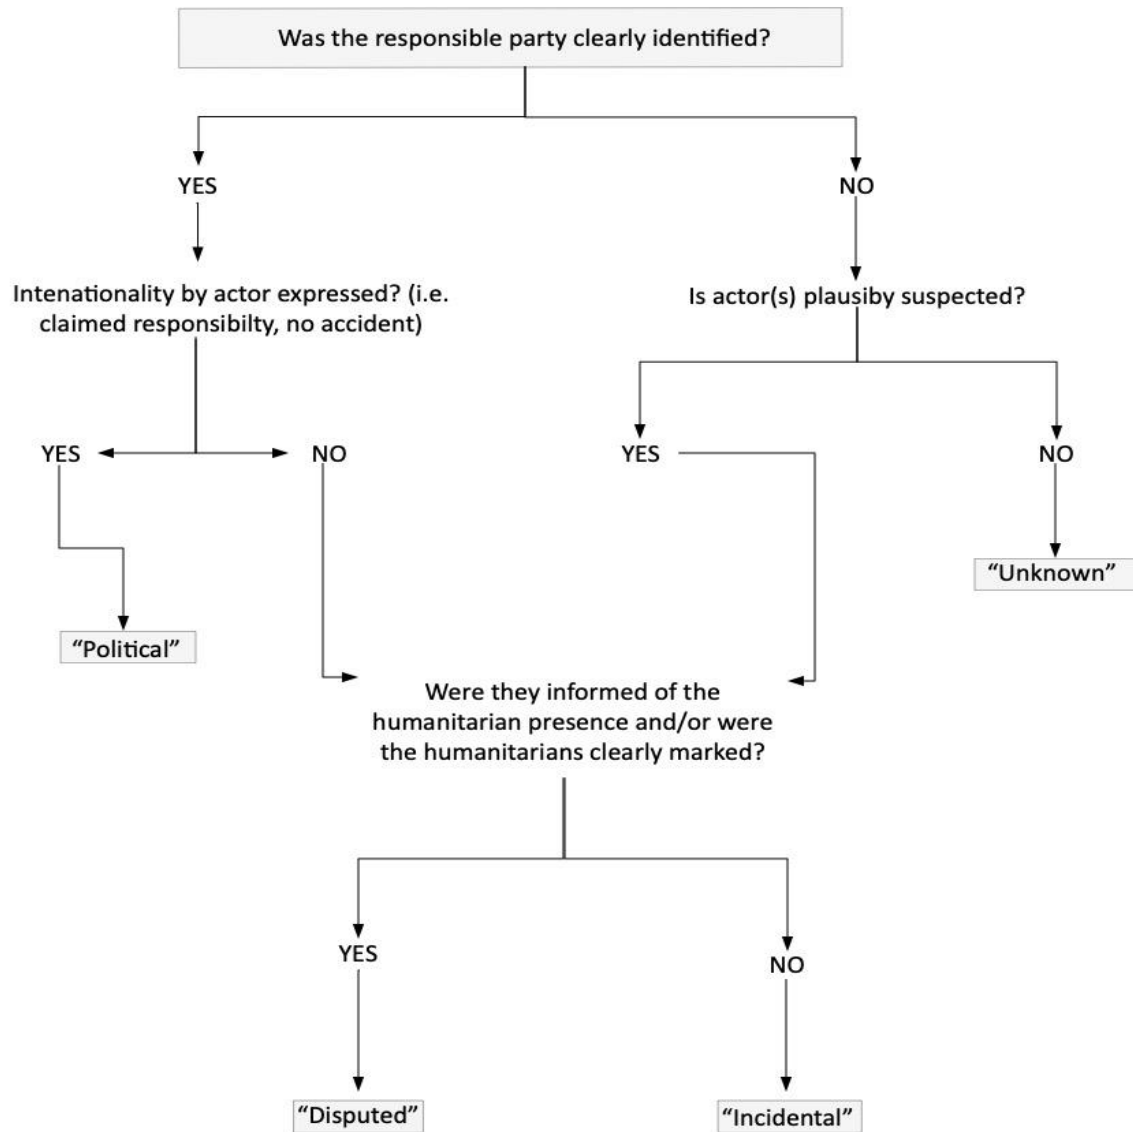 Was the responsible party clearly identified?
YES
NO
Intenationality by actor expressed? (i.e.
claimed responsibilty, no accident)
Is actor(s) plausiby suspected?
YES
NO
YES
NO
“Unknown”
“Political”
Were they informed of the
humanitarian presence and/or were
the humanitarians clearly marked?
YES
NO
“Disputed”
“Incidental”